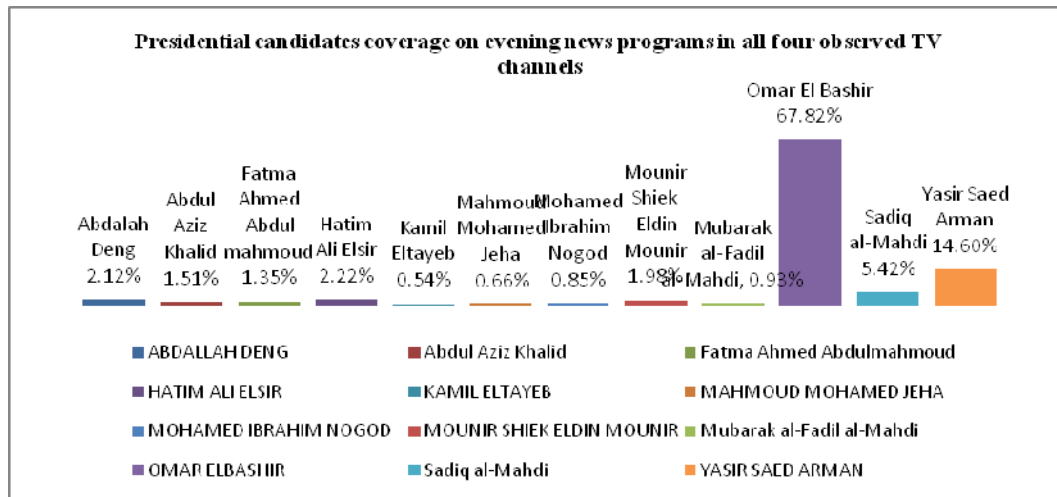 Presidential candidates coverage on evening news programs in all four observed TV
channels
Abdalah
Deng
2.12%
Abdul
Aziz
Khalid
1.51%
Fatma
Ahmed
Abdul
mahmoud
1.35%
Hatim
Ali Elsir
2.22%
Kamil
Eltayeb
0.54%
Mahmoud
Mohamed
Jeha
0.66%
Mohamed
Ibrahim
Nogod
0.85%
Mounir
Shiek
Eldin
Mounir
1.98%
Mubarak
al-Fadil
al-Mahdi, 0.93%
Omar El Bashir
67.82%
Sadiq
al-Mahdi
5.42%
Yasir Saed
Arman
14.60%
ABDALLAH DENG
Abdul Aziz Khalid
Fatma Ahmed Abdulmahmoud
HATIM ALI ELSIR
KAMIL ELTAYEB
MAHMOUD MOHAMED JEHA
MOHAMED IBRAHIM NOGOD
MOUNIR SHIEK ELDIN MOUNIR
Mubarak al-Fadil al-Mahdi
OMAR ELBASHIR
Sadiq al-Mahdi
YASIR SAED ARMAN